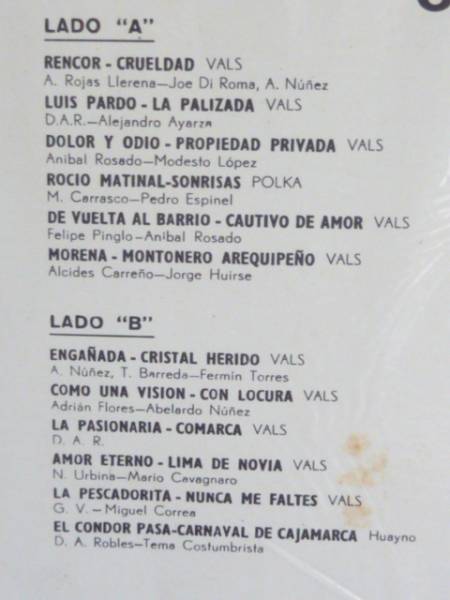 LADO "A"
RENCOR - CRUELDAD VALS
A. Rojas Llerena—Joe Di Roma, A. Núñez
LUIS PARDO - LA PALIZADA VALS
D.A.R.—Alejandro Ayarza
DOLOR Y ODIO - PROPIEDAD PRIVADA VALS
Anibal Rosado—Modesto López
ROCIO MATINAL-SONRISAS POLKA
M. Carrasco—Pedro Espinel
DE VUELTA AL BARRIO - CAUTIVO DE AMOR VALS
Felipe Pinglo—Anibal Rosado
MORENA - MONTONERO AREQUIPEÑO VALS
Alcides Carreño—Jorge Huirse
LADO "B"
ENGAÑADA - CRISTAL HERIDO VALS
A. Núñez, T. Barreda—Fermin Torres
COMO UNA VISION - CON LOCURA VALS
Adrián Flores—Abelardo Núñez
LA PASIONARIA - COMARCA VALS
D. A. R.
AMOR ETERNO - LIMA DE NOVIA VALS
N. Urbina—Mario Cavagnaro
LA PESCADORITA - NUNCA ME FALTES VALS
G. V. — Miguel Correa
EL CONDOR PASA-CARNAVAL DE CAJAMARCA Huayno
D. A. Robles—Tema Costumbrista